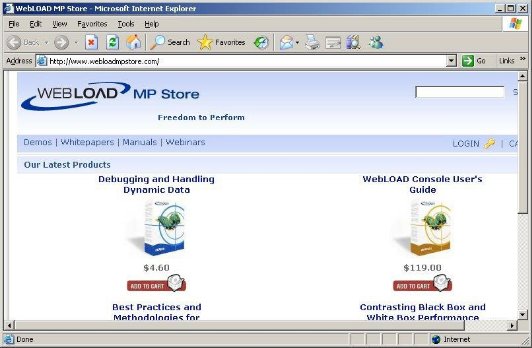 WebLOAD MP Store - Microsoft Internet Explorer
File Edit View Favorites Tools Help
Back Search Favorites
Address http://www.webloadmpstore.com/ Go Links »
WEBLOAD MP Store
Freedom to Perform
Demos | Whitepapers | Manuals | Webinars
LOGIN | CA
Our Latest Products
Debugging and Handling
Dynamic Data
$4.60
ADD TO CART
WebLOAD Console User's
Guide
$119.00
ADD TO CART
Best Practices and
Methodologies for
Contrasting Black Box and
White Box Performance
Done Internet